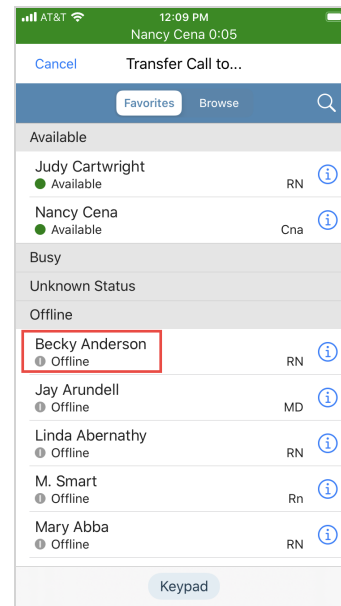 AT&T 12:09 PM
Nancy Cena 0:05
Cancel Transfer Call to...
Favorites Browse
Available
Judy Cartwright
Available RN
Nancy Cena
Available Cna
Busy
Unknown Status
Offline
Becky Anderson
Offline RN
Jay Arundell
Offline MD
Linda Abernathy
Offline RN
M. Smart
Offline Rn
Mary Abba
Offline RN
Keypad